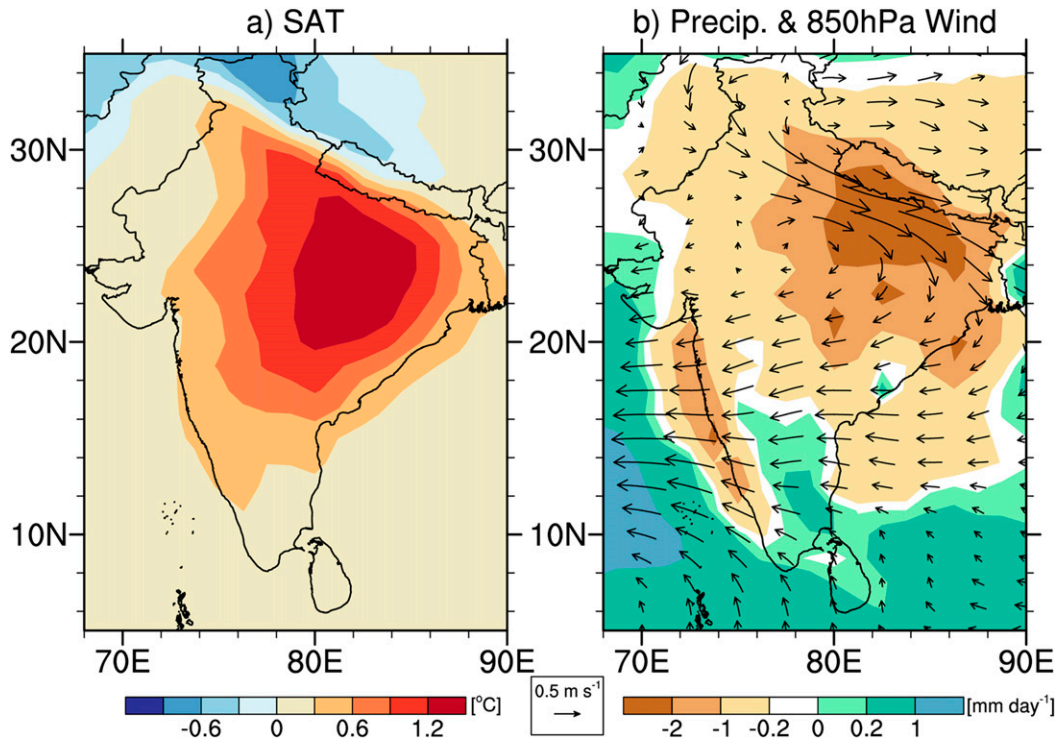 a) SAT
b) Precip. & 850hPa Wind
30N
20N
10N
70E 80E 90E
30N
20N
10N
70E 80E 90E
-0.6 0 0.6 1.2 [°C]
0.5 m s⁻¹
-2 -1 -0.2 0 0.2 1 [mm day⁻¹]